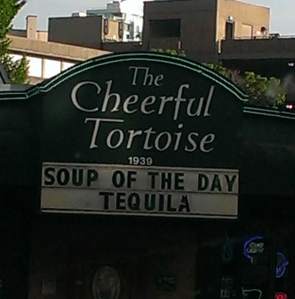 The
Cheerful
Tortoise
1939
SOUP OF THE DAY
TEQUILA